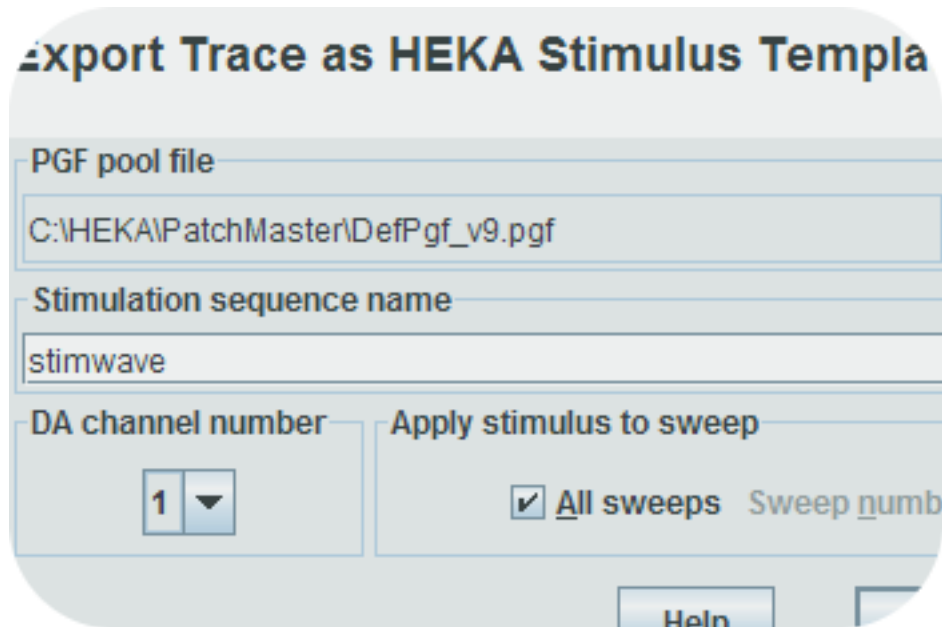 Export Trace as HEKA Stimulus Templa
PGF pool file
C:\HEKA\PatchMaster\DefPgf_v9.pgf
Stimulation sequence name
stimwave
DA channel number Apply stimulus to sweep
1 All sweeps Sweep numb
Help